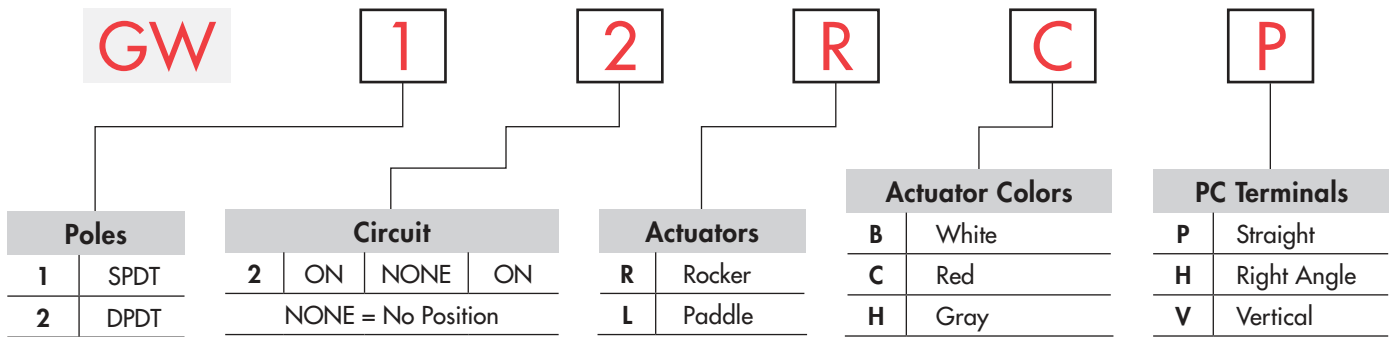 GW 1 2 R C P
Poles
1 SPDT
2 DPDT
Circuit
2 ON NONE ON
NONE = No Position
Actuators
R Rocker
L Paddle
Actuator Colors
B White
C Red
H Gray
PC Terminals
P Straight
H Right Angle
V Vertical